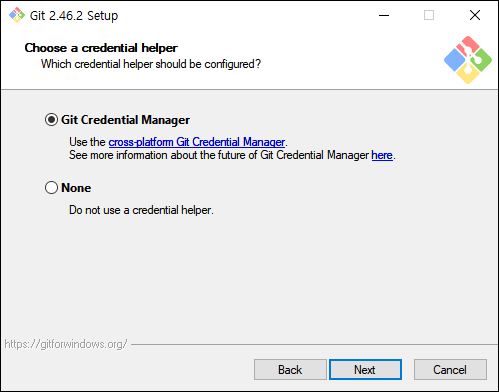 Git 2.46.2 Setup
Choose a credential helper
Which credential helper should be configured?
Git Credential Manager
Use the cross-platform Git Credential Manager.
See more information about the future of Git Credential Manager here.
None
Do not use a credential helper.
https://gitforwindows.org/
Back Next Cancel